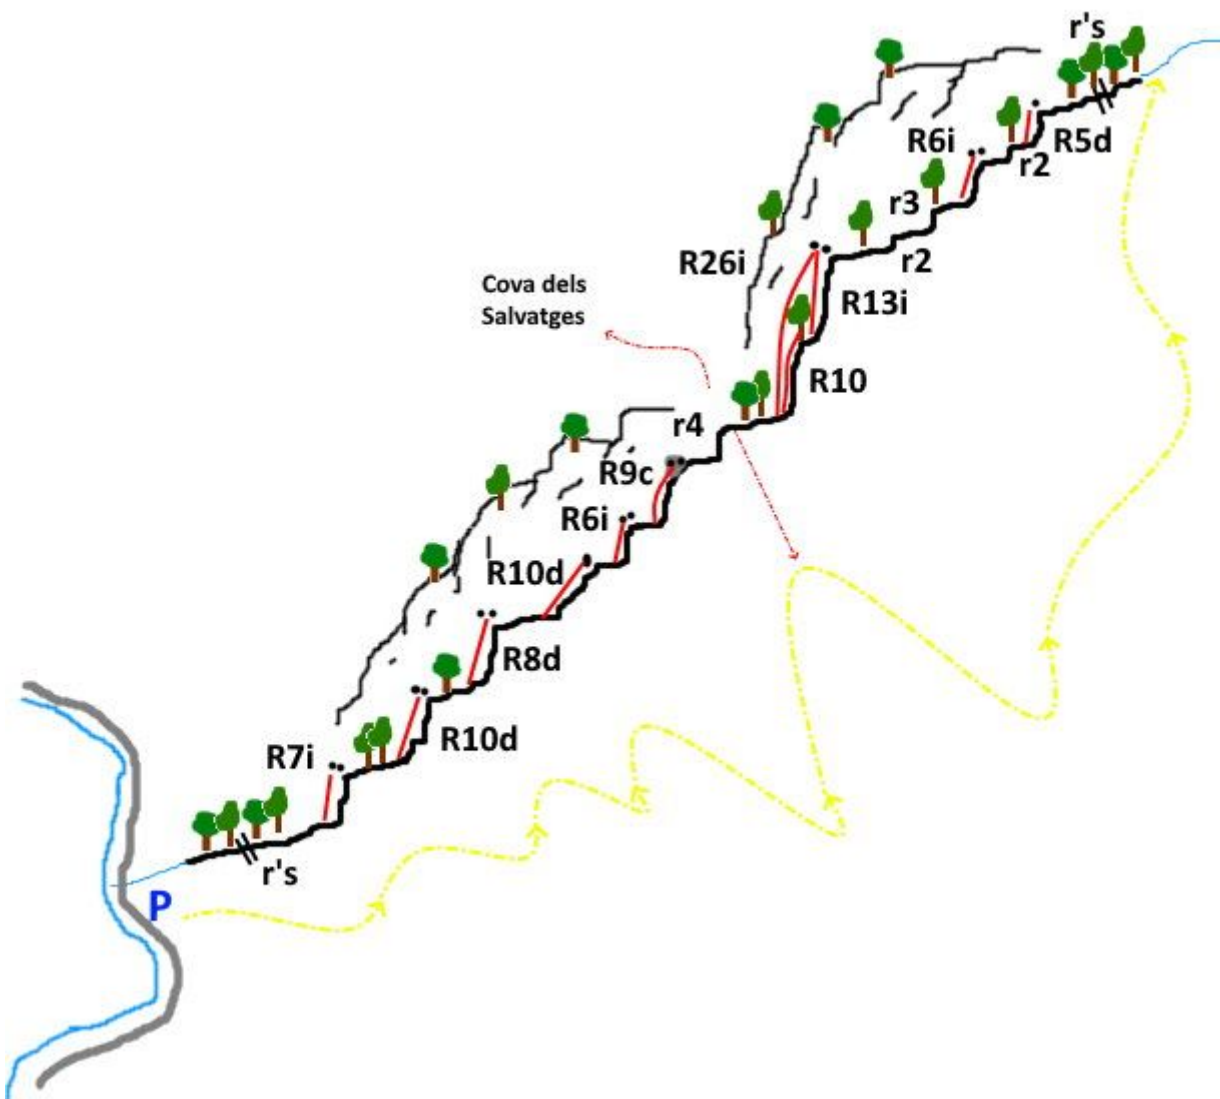 r's
R6i
R5d
r2
r3
R26i
r2
Cova dels
Salvatges
R13i
R10
r4
R9c
R6i
R10d
R8d
R10d
R7i
r's
P